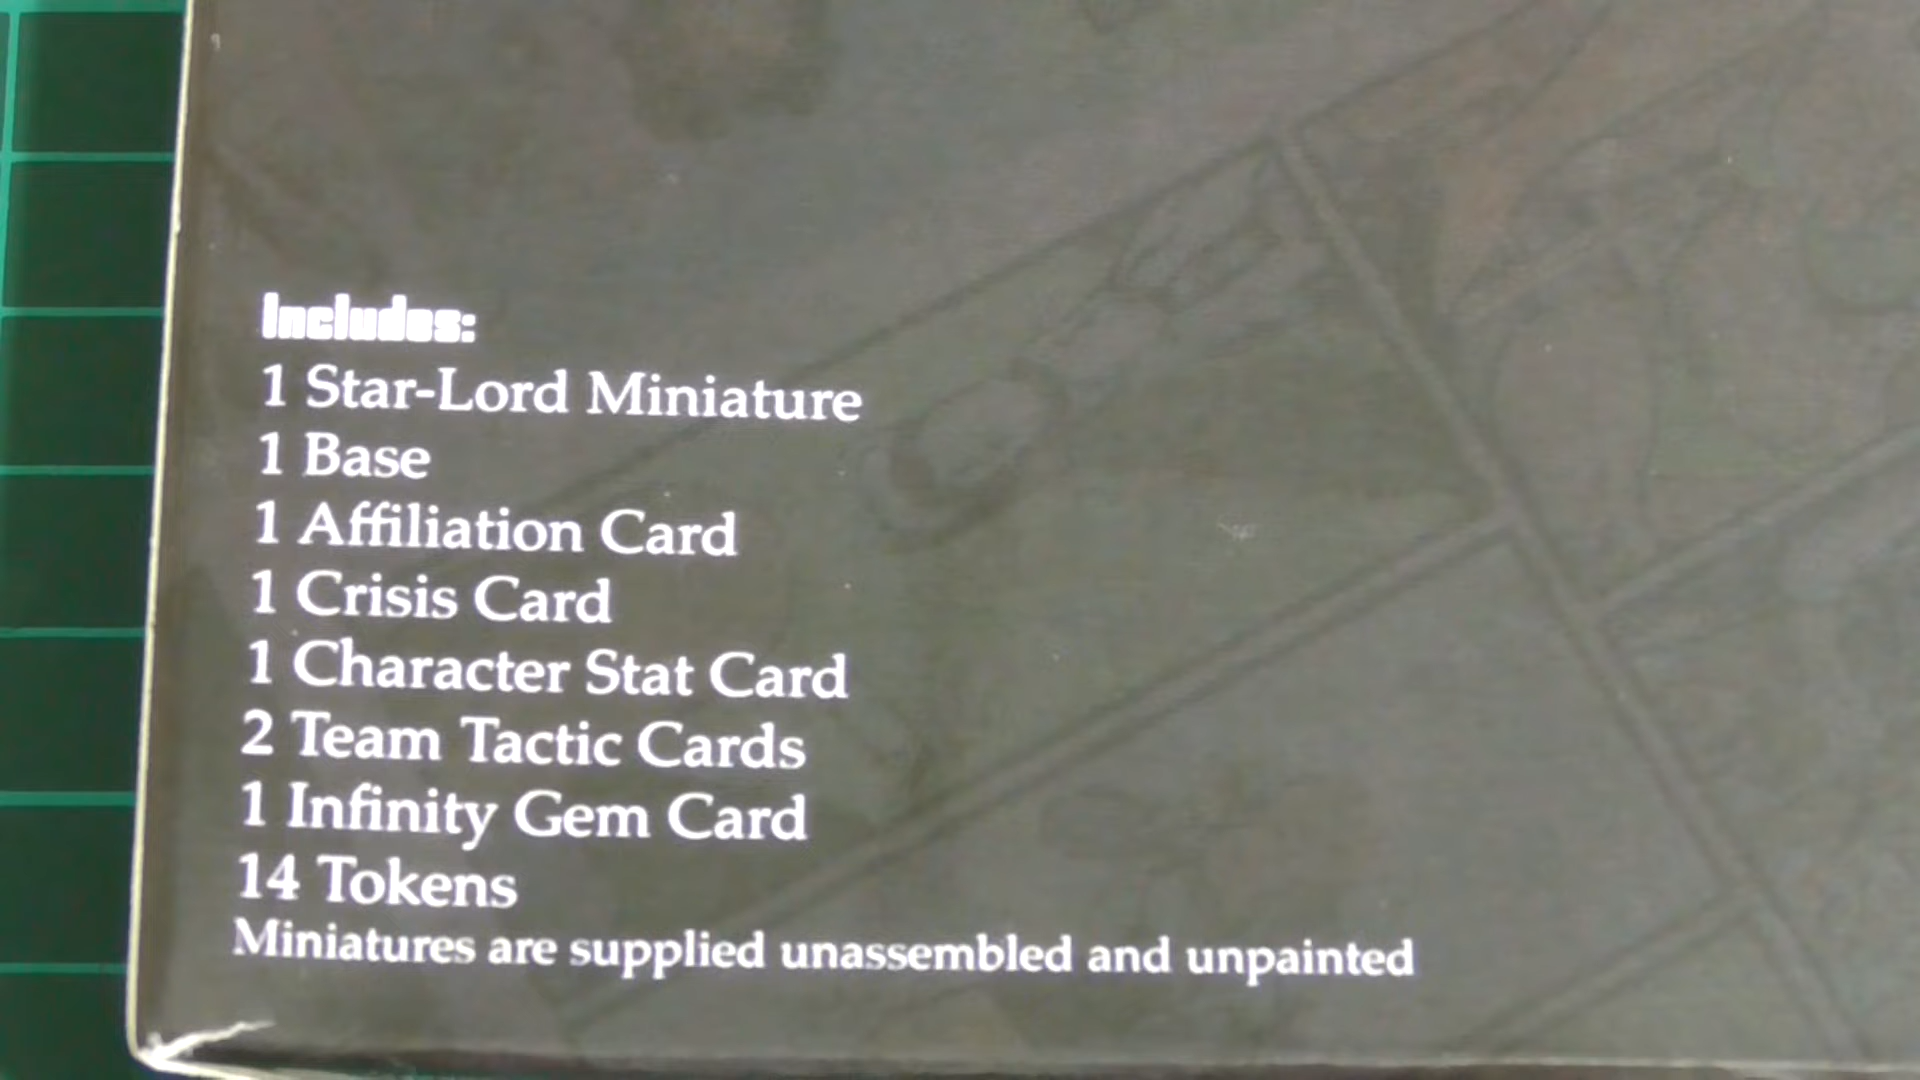 Includes:
1 Star-Lord Miniature
1 Base
1 Affiliation Card
1 Crisis Card
1 Character Stat Card
2 Team Tactic Cards
1 Infinity Gem Card
14 Tokens
Miniatures are supplied unassembled and unpainted